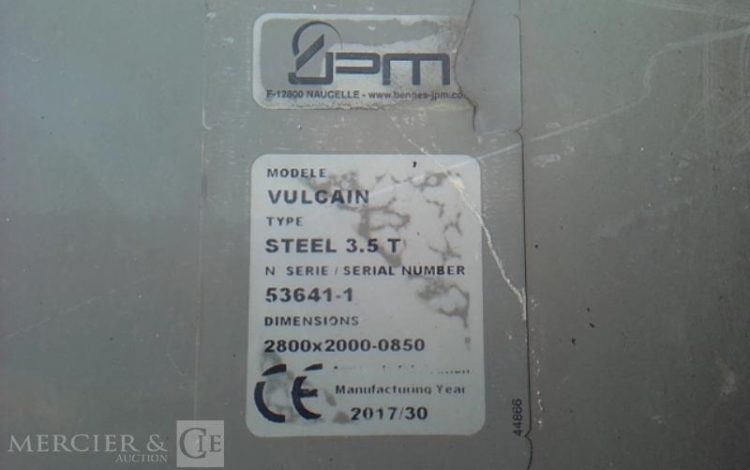 JPM
F-12800 NAUCELLE - www.bennes-jpm.co
MODELE
VULCAIN
TYPE
STEEL 3.5 T
N SERIE / SERIAL NUMBER
53641-1
DIMENSIONS
2800x2000-0850
CE Manufacturing Year
2017/30
44866
MERCIER & CIE
AUCTION